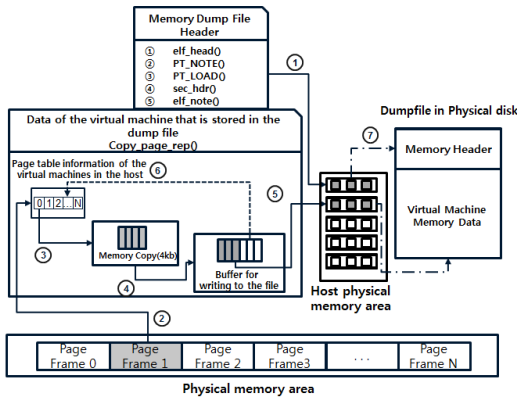 Memory Dump File
Header
① elf_head()
② PT_NOTE()
③ PT_LOAD()
④ sec_hdr()
⑤ elf_note()
①
Data of the virtual machine that is stored in the
dump file
Copy_page_rep()
Page table information of the
virtual machines in the host
⑥
0 1 2 ... N
③
Memory Copy(4kb)
④
Buffer for
writing to the file
⑤
②
Dumpfile in Physical disk
⑦
Memory Header
Virtual Machine
Memory Data
Host physical
memory area
Page
Frame 0
Page
Frame 1
Page
Frame 2
Page
Frame3
. . .
Page
Frame N
Physical memory area